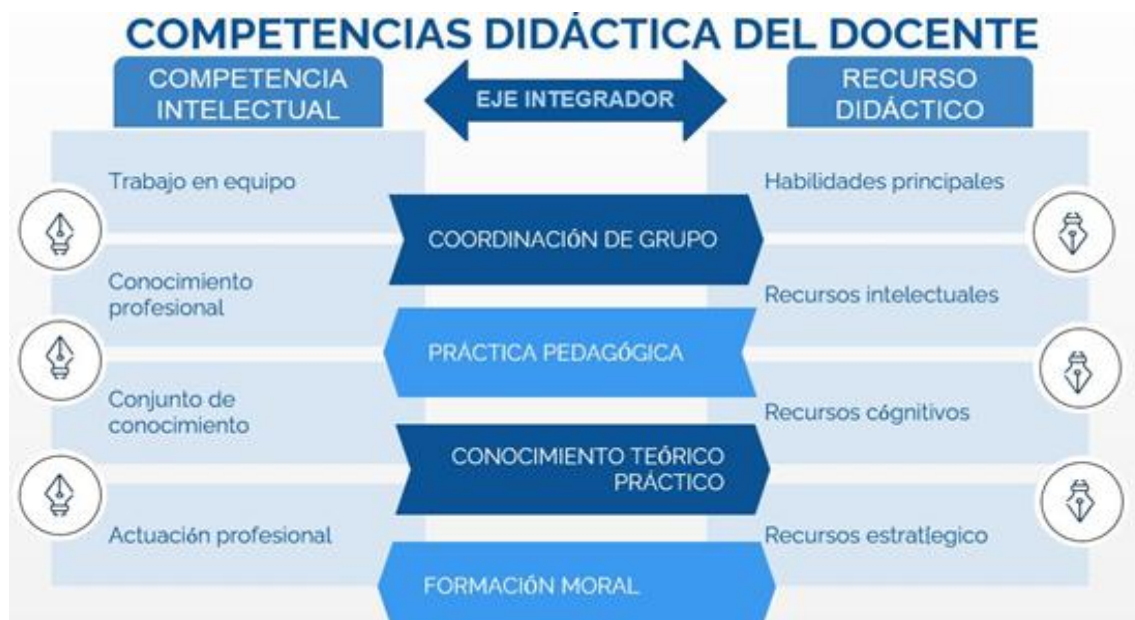 COMPETENCIAS DIDÁCTICA DEL DOCENTE
COMPETENCIA
INTELECTUAL
EJE INTEGRADOR
RECURSO
DIDÁCTICO
Trabajo en equipo
Habilidades principales
COORDINACIÓN DE GRUPO
Conocimiento
profesional
Recursos intelectuales
PRÁCTICA PEDAGÓGICA
Conjunto de
conocimiento
Recursos cógnitivos
CONOCIMIENTO TEÓRICO
PRÁCTICO
Actuación profesional
Recursos estratĮegico
FORMACIÓN MORAL